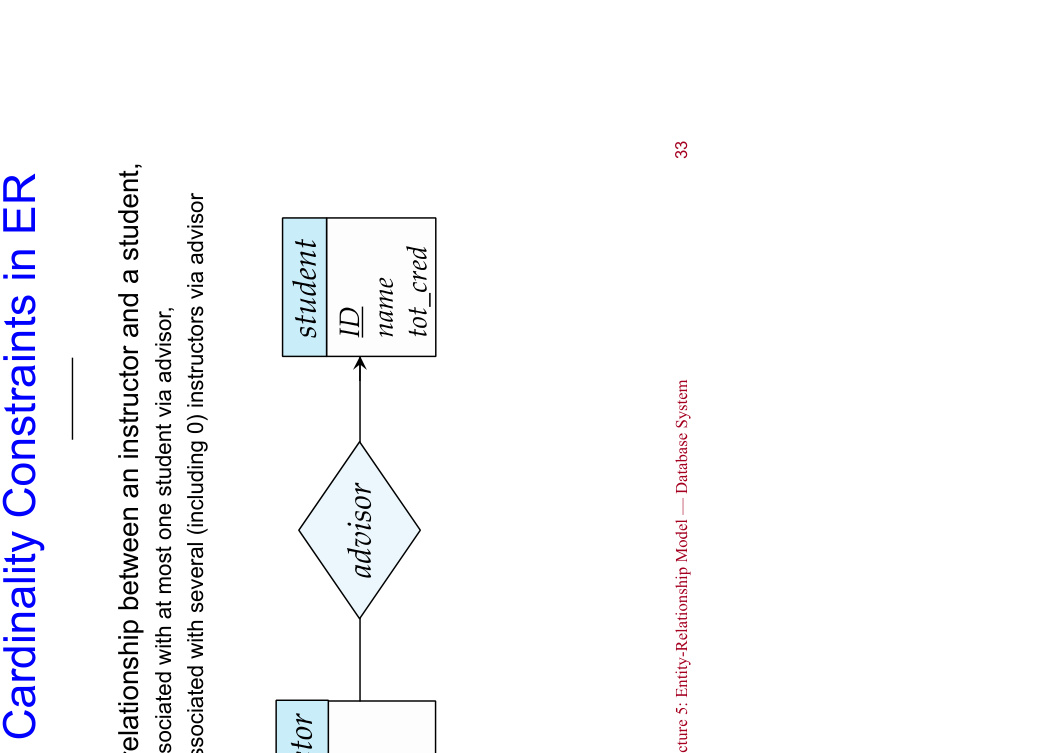 Cardinality Constraints in ER
relationship between an instructor and a student,
sociated with at most one student via advisor,
ssociated with several (including 0) instructors via advisor
tor
advisor
student
ID
name
tot_cred
cture 5: Entity-Relationship Model — Database System
33